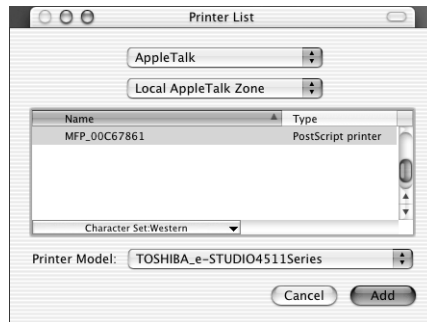 Printer List
AppleTalk
Local AppleTalk Zone
Name Type
MFP_00C67861 PostScript printer
Character Set:Western
Printer Model: TOSHIBA_e-STUDIO4511Series
Cancel Add